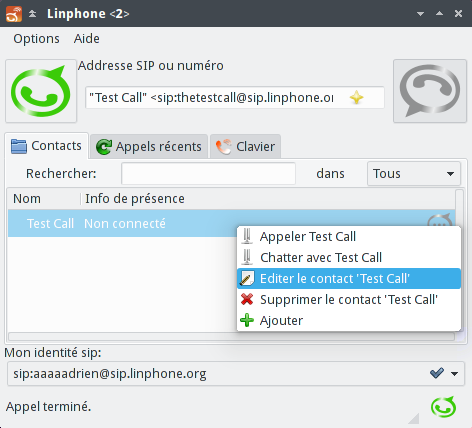 Linphone <2>
Options Aide
Addresse SIP ou numéro
"Test Call" <sip:thetestcall@sip.linphone.or
Contacts Appels récents Clavier
Rechercher: dans Tous
Nom Info de présence
Test Call Non connecté
Appeler Test Call
Chatter avec Test Call
Editer le contact 'Test Call'
Supprimer le contact 'Test Call'
Ajouter
Mon identité sip:
sip:aaaaadrien@sip.linphone.org
Appel terminé.